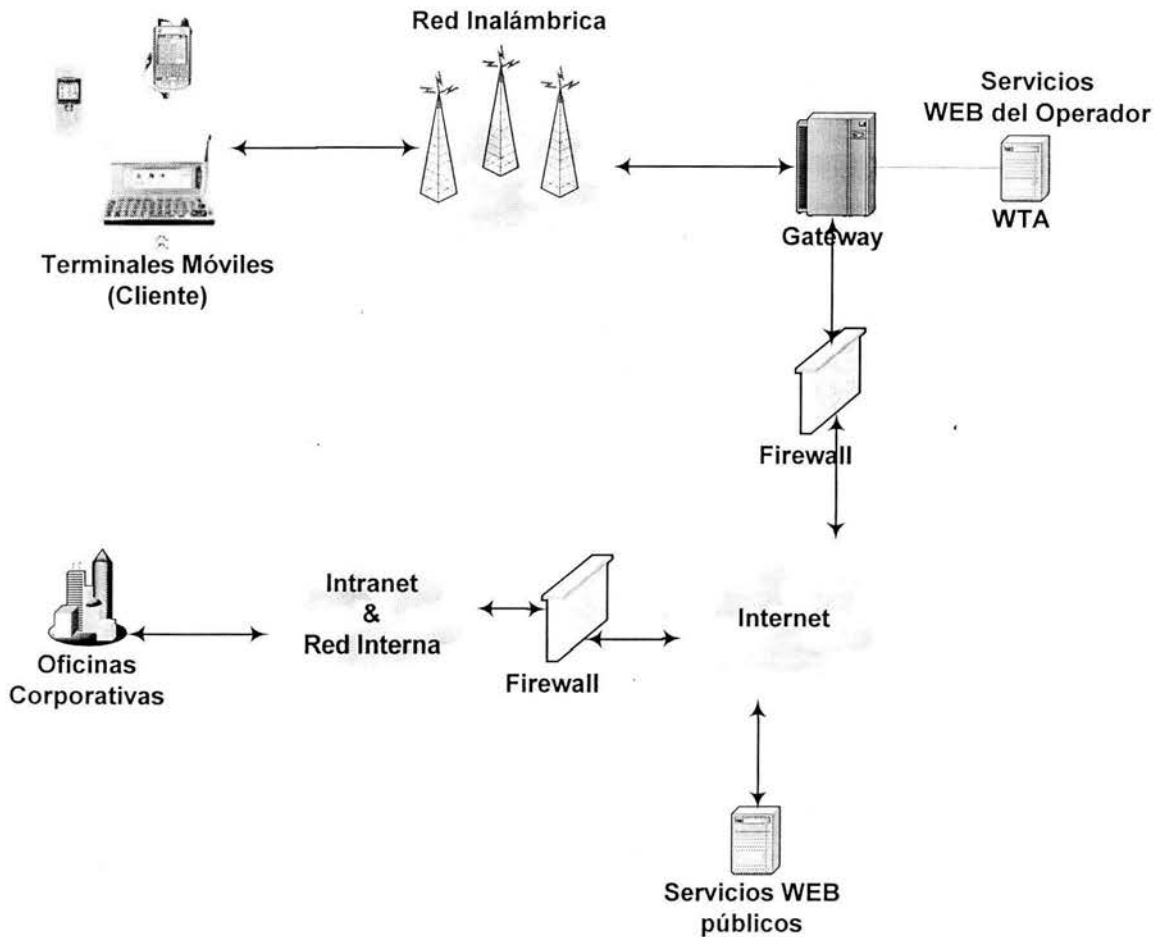 Red Inalámbrica
Servicios
WEB del Operador
WTA
Gateway
Terminales Móviles
(Cliente)
Firewall
Intranet
&
Red Interna
Internet
Firewall
Oficinas
Corporativas
Servicios WEB
públicos